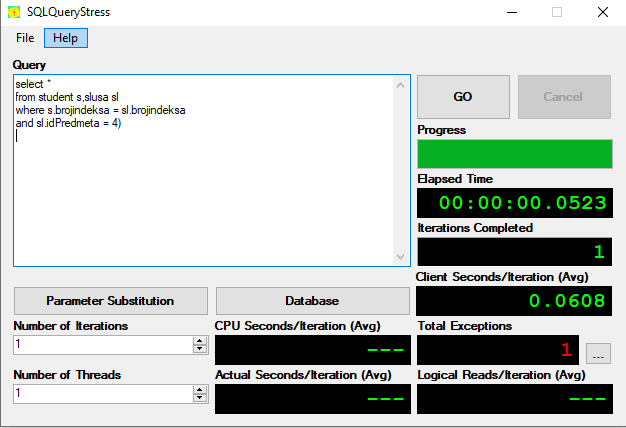 SQLQueryStress
File Help
Query
select *
from student s,slusa sl
where s.brojindeksa = sl.brojindeksa
and sl.idPredmeta = 4)
GO Cancel
Progress
Elapsed Time
00:00:00.0523
Iterations Completed
1
Client Seconds/Iteration (Avg)
0.0608
Parameter Substitution Database
Number of Iterations CPU Seconds/Iteration (Avg) Total Exceptions
1 --- 1 ...
Number of Threads Actual Seconds/Iteration (Avg) Logical Reads/Iteration (Avg)
1 --- ---